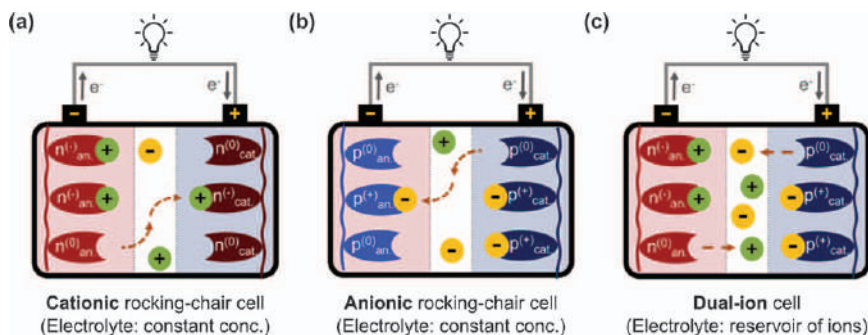 (a)
e-
e-
−
+
n(-)an.
+
−
n(0)cat.
n(-)an.
+
+
n(-)cat.
n(0)an.
+
n(0)cat.
Cationic rocking-chair cell
(Electrolyte: constant conc.)
(b)
e-
e-
−
+
p(0)an.
+
p(0)cat.
p(+)an.
−
−
p(+)cat.
p(0)an.
−
−
p(+)cat.
Anionic rocking-chair cell
(Electrolyte: constant conc.)
(c)
e-
e-
−
+
n(-)an.
+
−
p(0)cat.
n(-)an.
+
+
−
p(+)cat.
−
n(0)an.
+
−
p(+)cat.
Dual-ion cell
(Electrolyte: reservoir of ions)